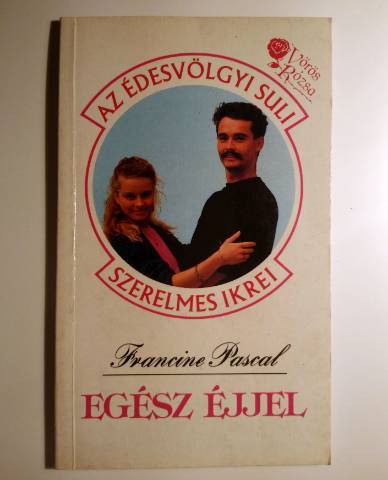 Vörös
Rózsa
AZ ÉDESVÖLGYI SULI
SZERELMES IKREI
Francine Pascal
EGÉSZ ÉJJEL